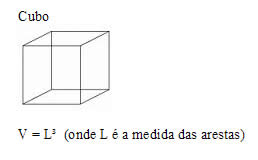 Cubo
V = L³ (onde L é a medida das arestas)